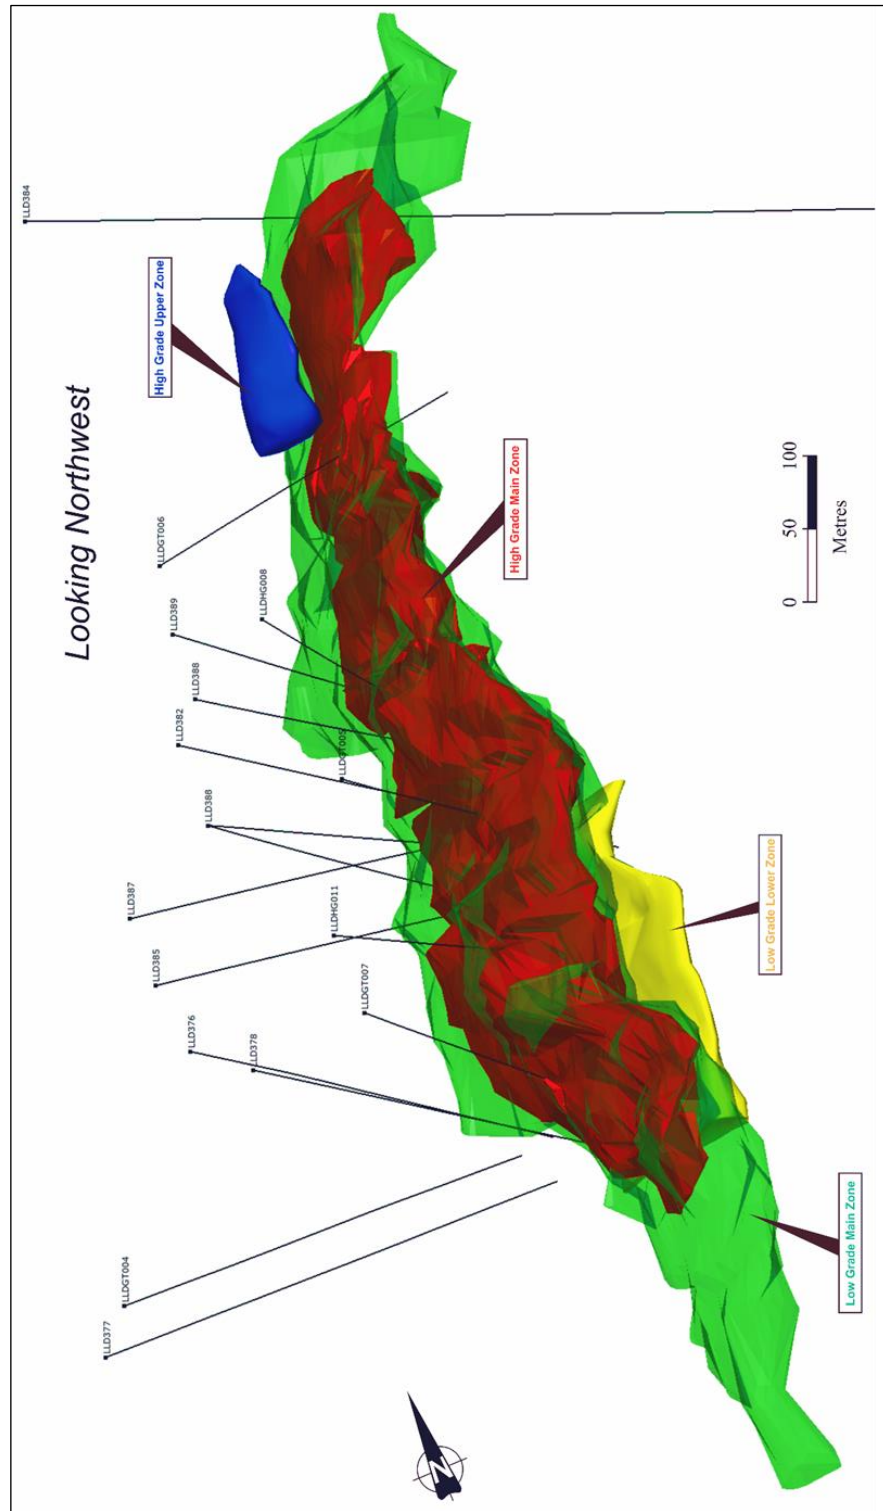 LLD384
Looking Northwest
LLD377
LLDGT004
LLD387
LLD385
High Grade Upper Zone
LLDGT006
LLD389
LLD382
LLD376
LLD388
LLD388
LLD378
LLDHG008
LLDHG011
LLDGT005
LLDGT007
N
High Grade Main Zone
Low Grade Lower Zone
0 50 100
Metres
Low Grade Main Zone